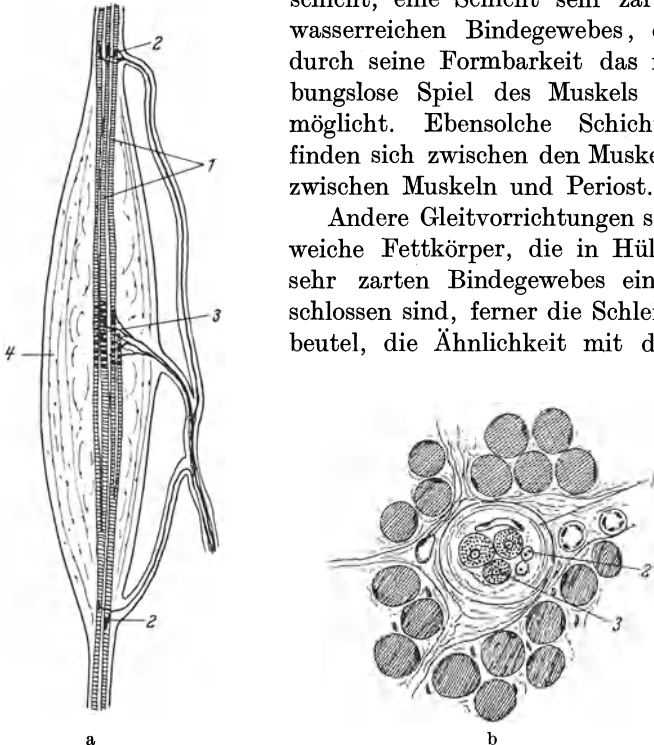 schicht, eine Schicht sehr zar
wasserreichen Bindegewebes,
durch seine Formbarkeit das
bungslose Spiel des Muskels
möglicht. Ebensolche Schich
finden sich zwischen den Muske
zwischen Muskeln und Periost.
Andere Gleitvorrichtungen s
weiche Fettkörper, die in Hül
sehr zarten Bindegewebes ein
schlossen sind, ferner die Schle
beutel, die Ähnlichkeit mit d
2
1
3
4
2
a
2
3
b